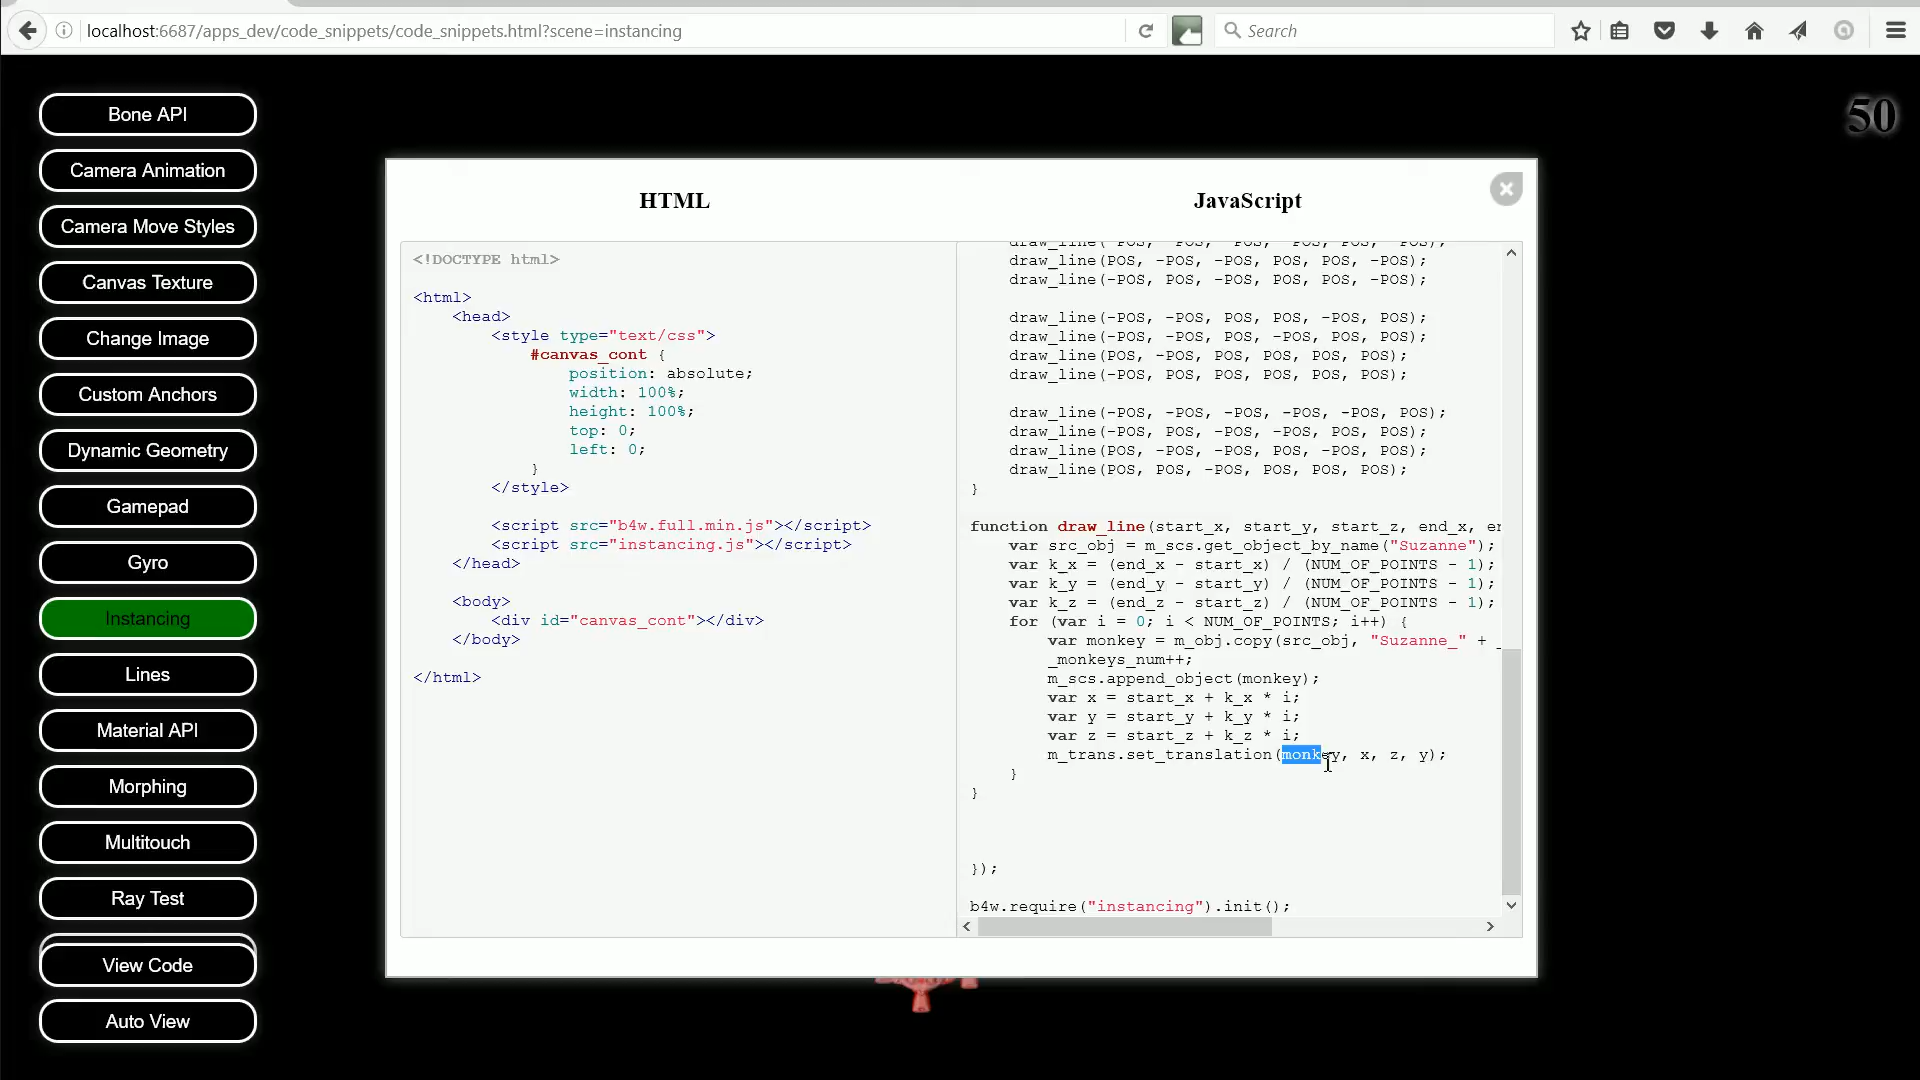 localhost:6687/apps_dev/code_snippets/code_snippets.html?scene=instancing
Search
50
Bone API
Camera Animation
Camera Move Styles
Canvas Texture
Change Image
Custom Anchors
Dynamic Geometry
Gamepad
Gyro
Instancing
Lines
Material API
Morphing
Multitouch
Ray Test
View Code
Auto View
HTML
<!DOCTYPE html>
<html>
<head>
<style type="text/css">
#canvas_cont {
position: absolute;
width: 100%;
height: 100%;
top: 0;
left: 0;
}
</style>
<script src="b4w.full.min.js"></script>
<script src="instancing.js"></script>
</head>
<body>
<div id="canvas_cont"></div>
</body>
</html>
JavaScript
draw_line(POS, -POS, -POS, POS, POS, -POS);
draw_line(-POS, POS, -POS, POS, POS, -POS);
draw_line(-POS, -POS, POS, POS, -POS, POS);
draw_line(-POS, -POS, POS, -POS, POS, POS);
draw_line(POS, -POS, POS, POS, POS, POS);
draw_line(-POS, POS, POS, POS, POS, POS);
draw_line(-POS, -POS, -POS, -POS, -POS, POS);
draw_line(-POS, POS, -POS, -POS, POS, POS);
draw_line(POS, -POS, -POS, POS, -POS, POS);
draw_line(POS, POS, -POS, POS, POS, POS);
}
function draw_line(start_x, start_y, start_z, end_x, en
var src_obj = m_scs.get_object_by_name("Suzanne");
var k_x = (end_x - start_x) / (NUM_OF_POINTS - 1);
var k_y = (end_y - start_y) / (NUM_OF_POINTS - 1);
var k_z = (end_z - start_z) / (NUM_OF_POINTS - 1);
for (var i = 0; i < NUM_OF_POINTS; i++) {
var monkey = m_obj.copy(src_obj, "Suzanne_" + _
_monkeys_num++;
m_scs.append_object(monkey);
var x = start_x + k_x * i;
var y = start_y + k_y * i;
var z = start_z + k_z * i;
m_trans.set_translation(monkey, x, z, y);
}
}
});
b4w.require("instancing").init();